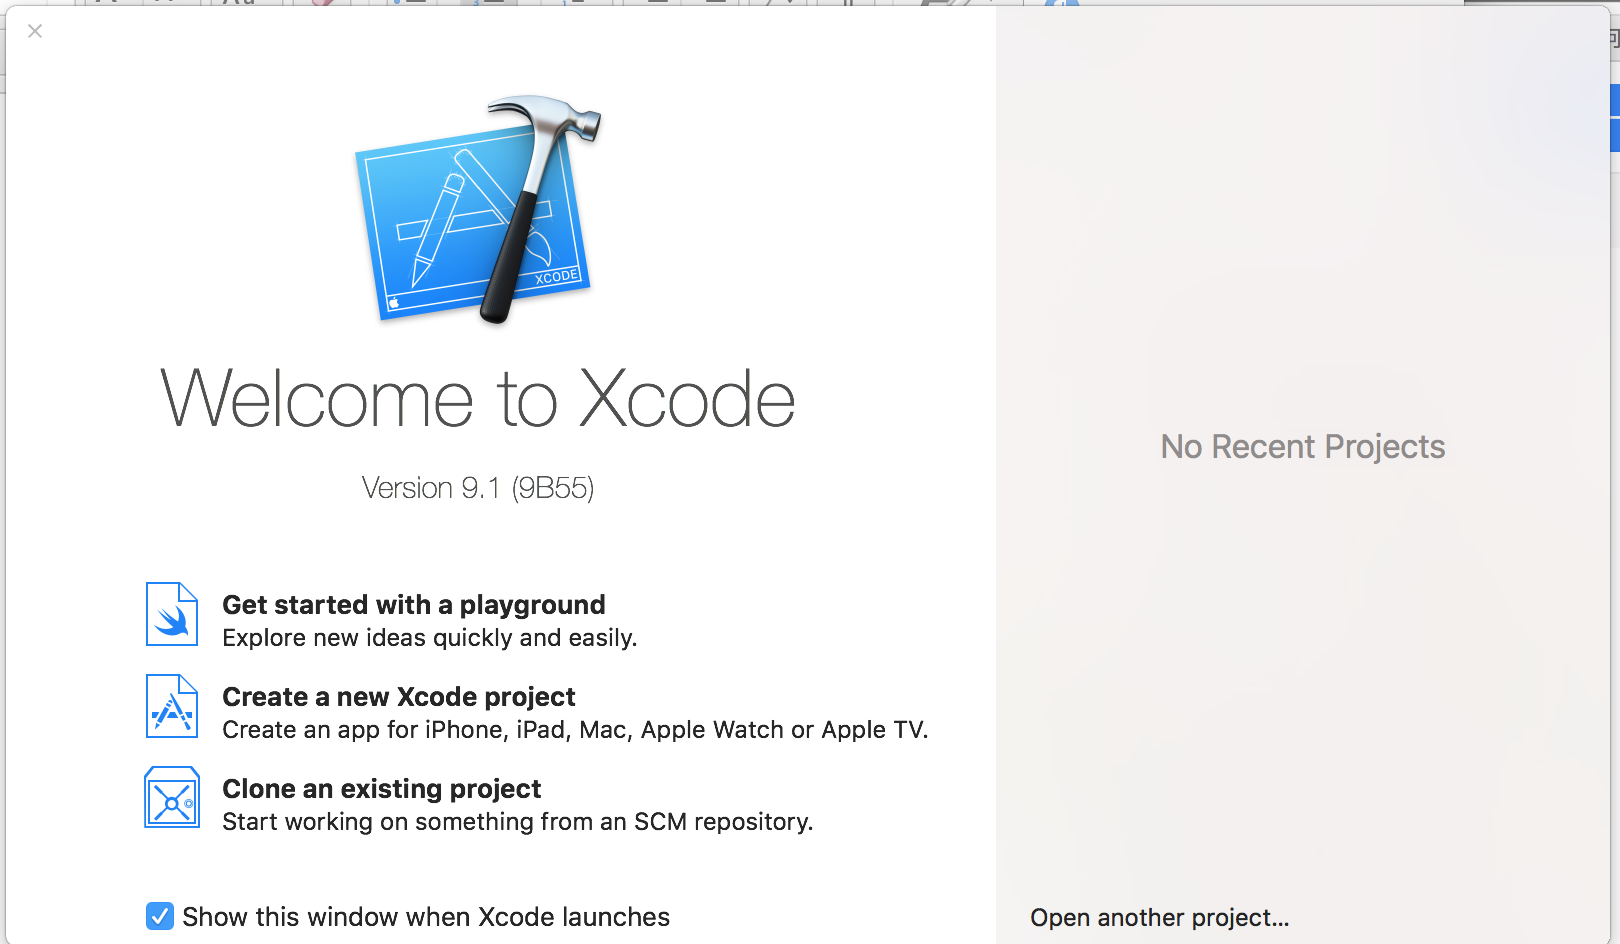 XCODE
Welcome to Xcode
Version 9.1 (9B55)
Get started with a playground
Explore new ideas quickly and easily.
Create a new Xcode project
Create an app for iPhone, iPad, Mac, Apple Watch or Apple TV.
Clone an existing project
Start working on something from an SCM repository.
Show this window when Xcode launches
No Recent Projects
Open another project...